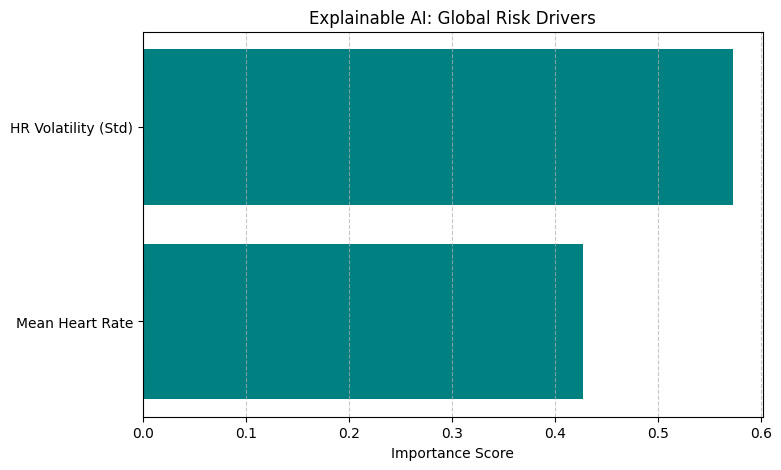 Explainable AI: Global Risk Drivers
HR Volatility (Std)
Mean Heart Rate
0.0 0.1 0.2 0.3 0.4 0.5 0.6
Importance Score